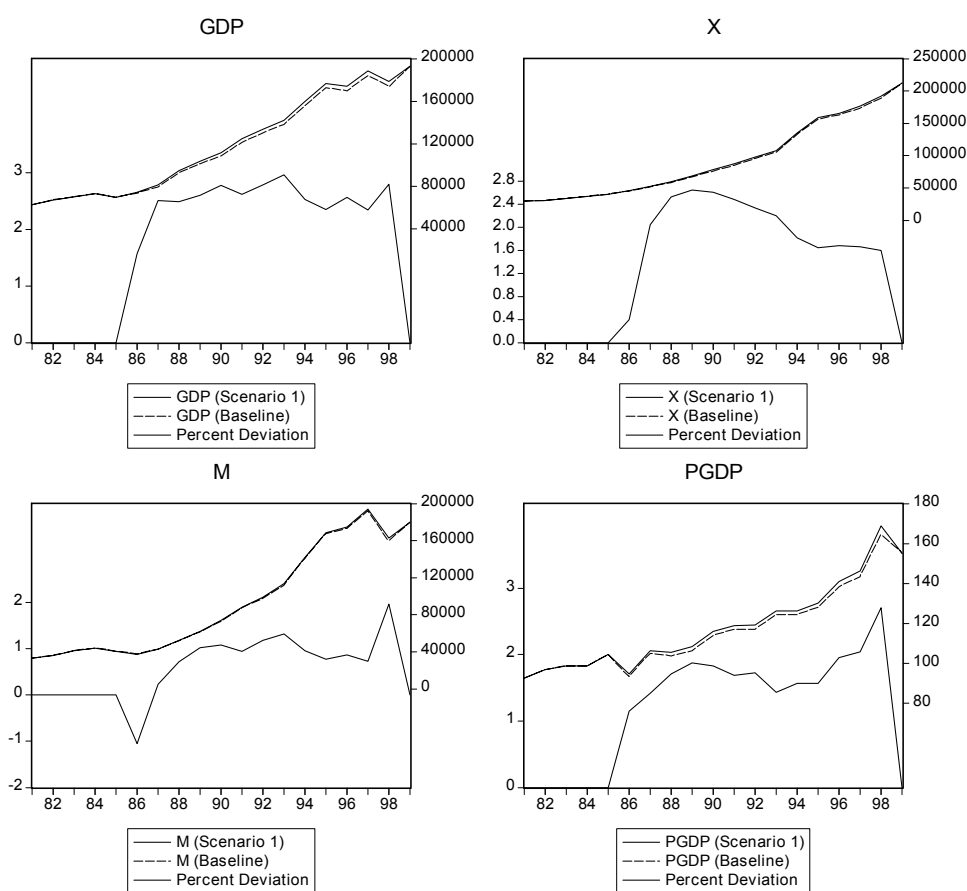 GDP
200000
160000
120000
80000
40000
3
2
1
0
82 84 86 88 90 92 94 96 98
GDP (Scenario 1)
GDP (Baseline)
Percent Deviation
X
250000
200000
150000
100000
50000
0
2.8
2.4
2.0
1.6
1.2
0.8
0.4
0.0
82 84 86 88 90 92 94 96 98
X (Scenario 1)
X (Baseline)
Percent Deviation
M
200000
160000
120000
80000
40000
0
2
1
0
-1
-2
82 84 86 88 90 92 94 96 98
M (Scenario 1)
M (Baseline)
Percent Deviation
PGDP
180
160
140
120
100
80
3
2
1
0
82 84 86 88 90 92 94 96 98
PGDP (Scenario 1)
PGDP (Baseline)
Percent Deviation